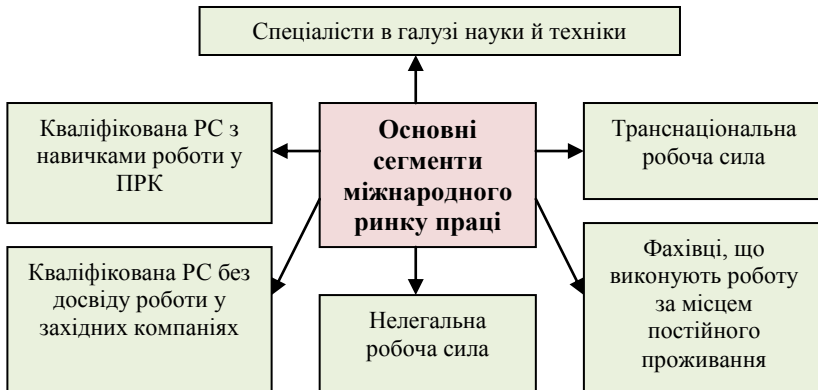 Спеціалісти в галузі науки й техніки
Кваліфікована РС з
навичками роботи у
ПРК
Основні
сегменти
міжнародного
ринку праці
Транснаціональна
робоча сила
Кваліфікована РС без
досвіду роботи у
західних компаніях
Нелегальна
робоча сила
Фахівці, що
виконують роботу
за місцем
постійного
проживання